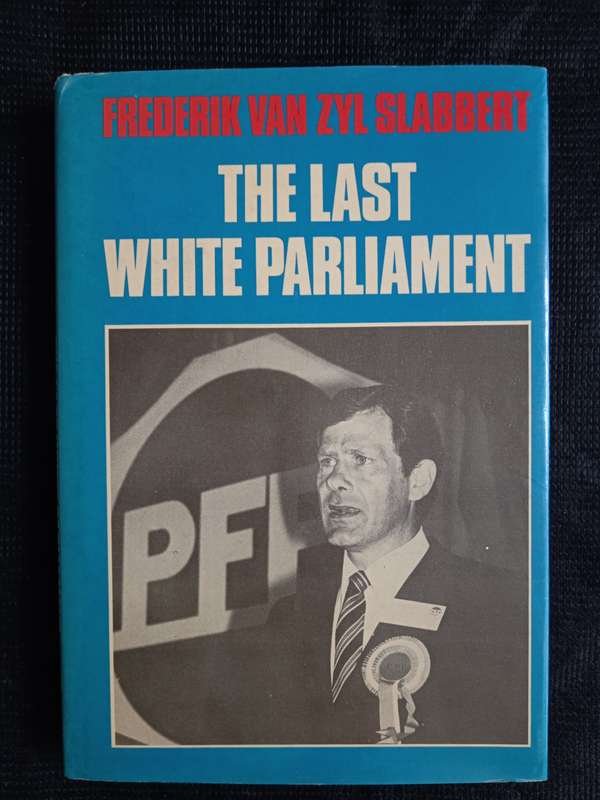 FREDERIK VAN ZYL SLABBERT
THE LAST
WHITE PARLIAMENT
PF